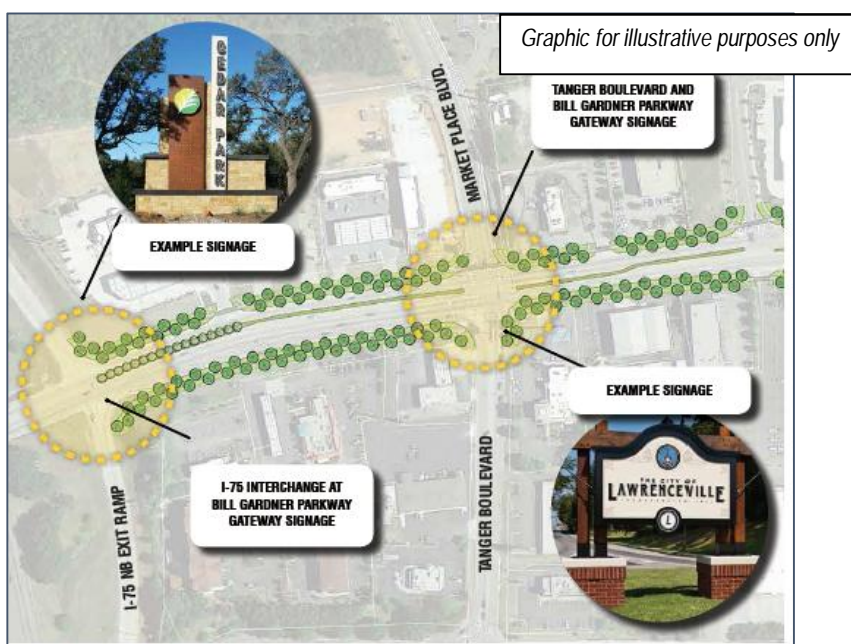 Graphic for illustrative purposes only
CEDAR PARK
EXAMPLE SIGNAGE
MARKET PLACE BLVD.
TANGER BOULEVARD AND
BILL GARDNER PARKWAY
GATEWAY SIGNAGE
I-75 INTERCHANGE AT
BILL GARDNER PARKWAY
GATEWAY SIGNAGE
I-75 NB EXIT RAMP
TANGER BOULEVARD
EXAMPLE SIGNAGE
THE CITY OF
LAWRENCEVILLE
L